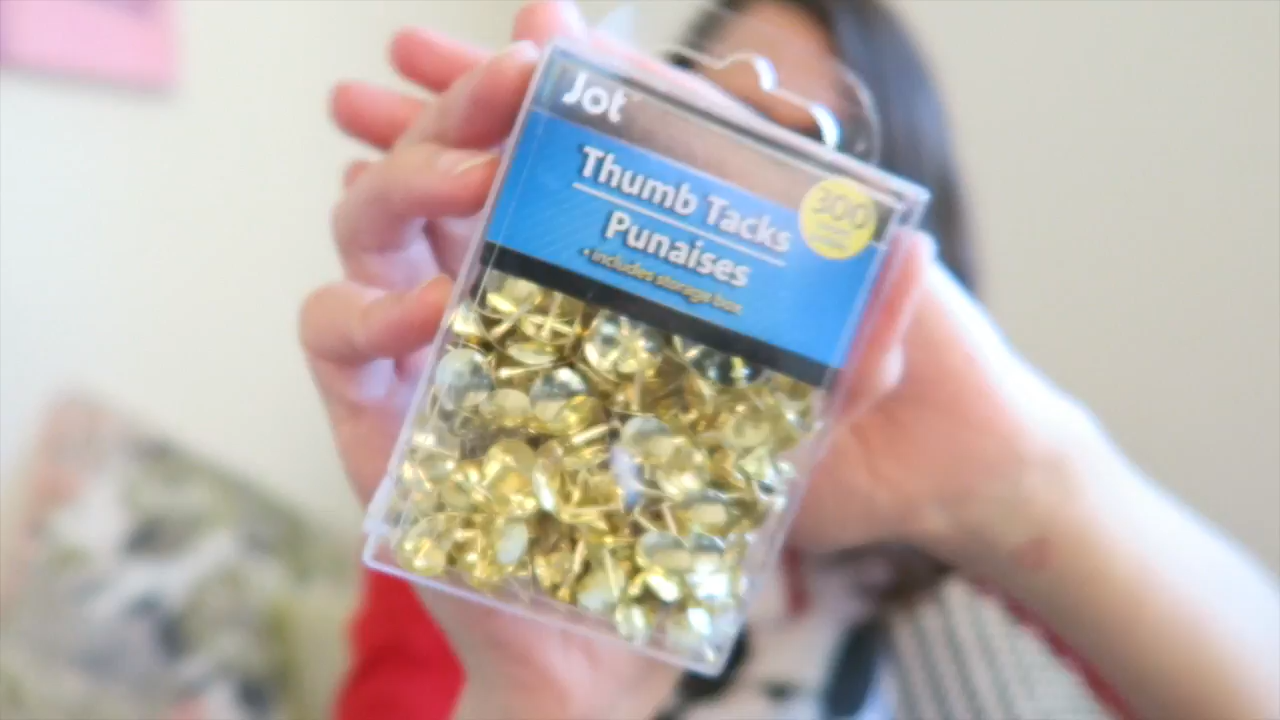 Jot
Thumb Tacks
Punaises
• includes storage box
300